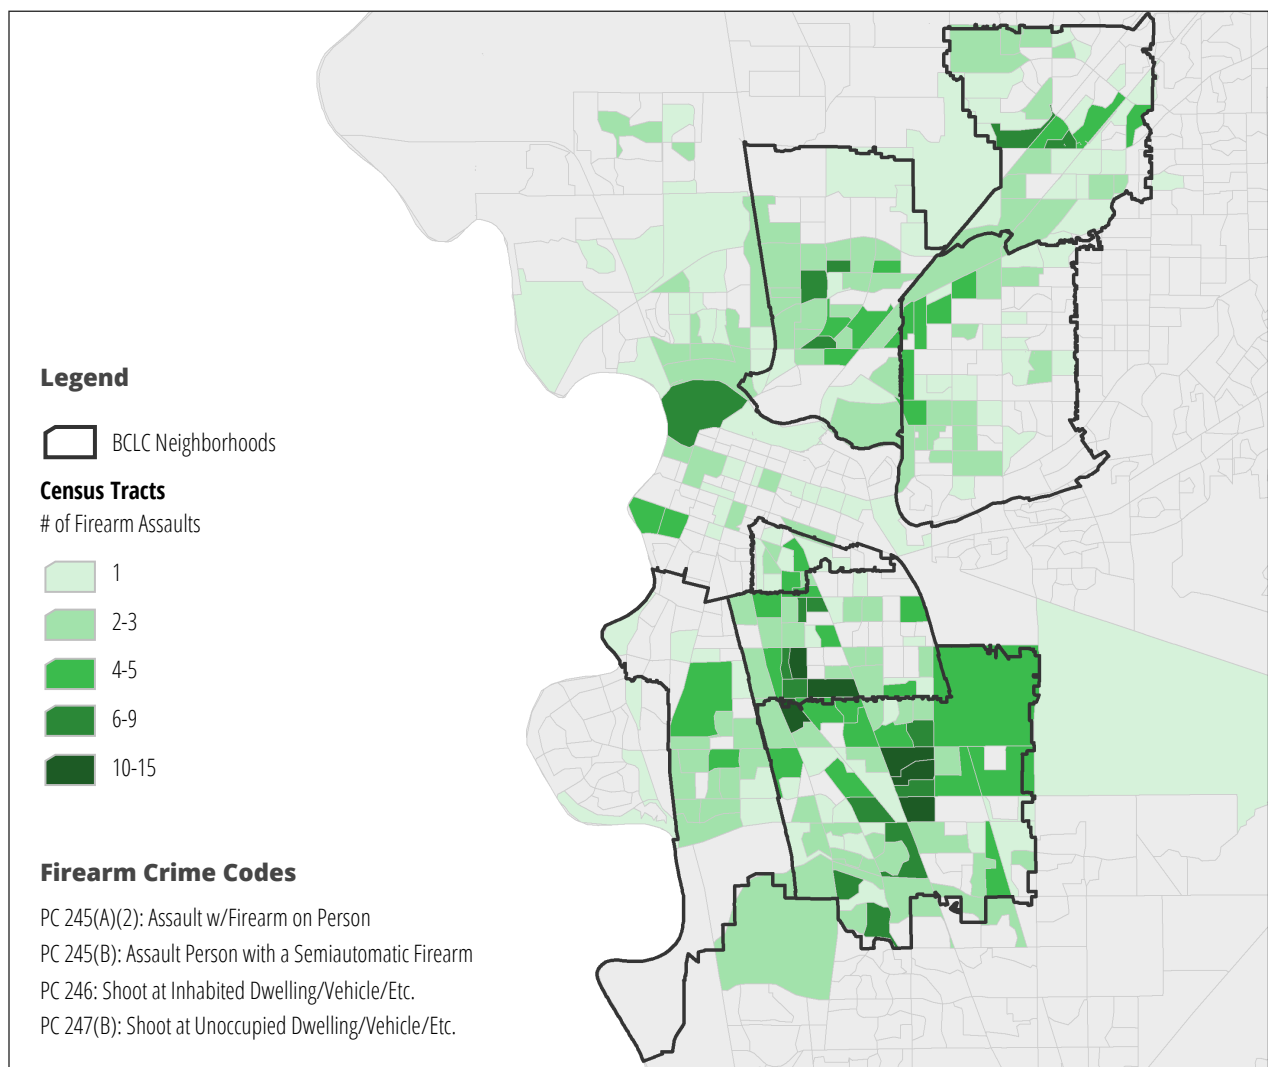 Legend
BCLC Neighborhoods
Census Tracts
# of Firearm Assaults
1
2-3
4-5
6-9
10-15
Firearm Crime Codes
PC 245(A)(2): Assault w/Firearm on Person
PC 245(B): Assault Person with a Semiautomatic Firearm
PC 246: Shoot at Inhabited Dwelling/Vehicle/Etc.
PC 247(B): Shoot at Unoccupied Dwelling/Vehicle/Etc.